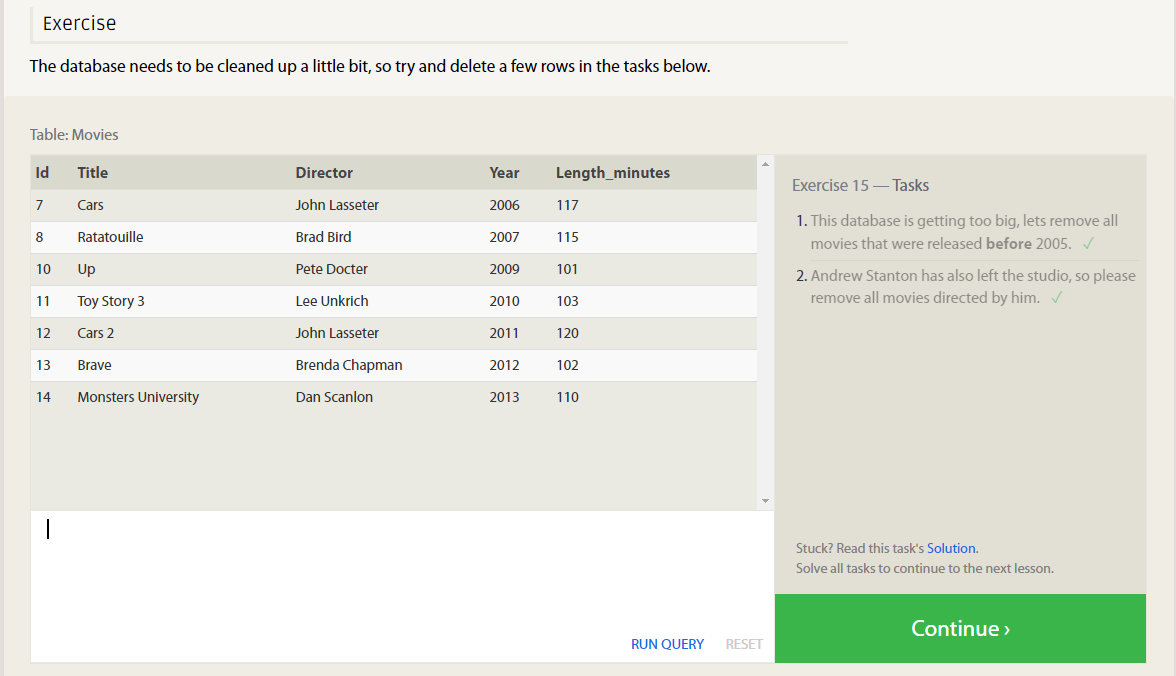 Exercise
The database needs to be cleaned up a little bit, so try and delete a few rows in the tasks below.
Table: Movies
Id Title Director Year Length_minutes
7 Cars John Lasseter 2006 117
8 Ratatouille Brad Bird 2007 115
10 Up Pete Docter 2009 101
11 Toy Story 3 Lee Unkrich 2010 103
12 Cars 2 John Lasseter 2011 120
13 Brave Brenda Chapman 2012 102
14 Monsters University Dan Scanlon 2013 110
RUN QUERY RESET
Exercise 15 — Tasks
1. This database is getting too big, lets remove all
movies that were released before 2005. ✓
2. Andrew Stanton has also left the studio, so please
remove all movies directed by him. ✓
Stuck? Read this task's Solution.
Solve all tasks to continue to the next lesson.
Continue ›